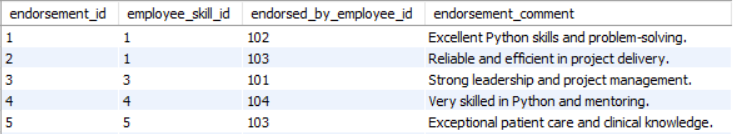 endorsement_id employee_skill_id endorsed_by_employee_id endorsement_comment
1 1 102 Excellent Python skills and problem-solving.
2 1 103 Reliable and efficient in project delivery.
3 3 101 Strong leadership and project management.
4 4 104 Very skilled in Python and mentoring.
5 5 103 Exceptional patient care and clinical knowledge.